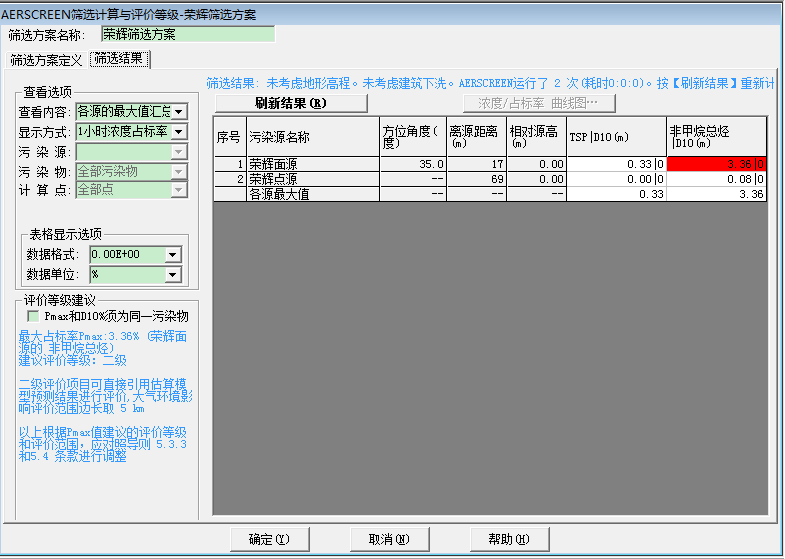 AERSCREEN筛选计算与评价等级-荣辉筛选方案
筛选方案名称: 荣辉筛选方案
筛选方案定义 筛选结果
查看选项
查看内容: 各源的最大值汇总
显示方式: 1小时浓度占标率
污 染 源:
污 染 物: 全部污染物
计 算 点: 全部点
表格显示选项
数据格式: 0.00E+00
数据单位: %
评价等级建议
Pmax和D10%须为同一污染物
最大占标率Pmax:3.36% (荣辉面
源的 非甲烷总烃)
建议评价等级: 二级
二级评价项目可直接引用估算模
型预测结果进行评价,大气环境影
响评价范围边长取 5 km
以上根据Pmax值建议的评价等级
和评价范围, 应对照导则 5.3.3
和5.4 条款进行调整
筛选结果: 未考虑地形高程。未考虑建筑下洗。AERSCREEN运行了 2 次(耗时0:0:0)。按【刷新结果】重新计
刷新结果(R) 浓度/占标率 曲线图…
序号 污染源名称 方位角度(度) 离源距离(m) 相对源高(m) TSP|D10(m) 非甲烷总烃|D10(m)
1 荣辉面源 35.0 17 0.00 0.33|0 3.36|0
2 荣辉点源 -- 69 0.00 0.00|0 0.08|0
各源最大值 -- -- -- 0.33 3.36
确定(Y) 取消(N) 帮助(H)